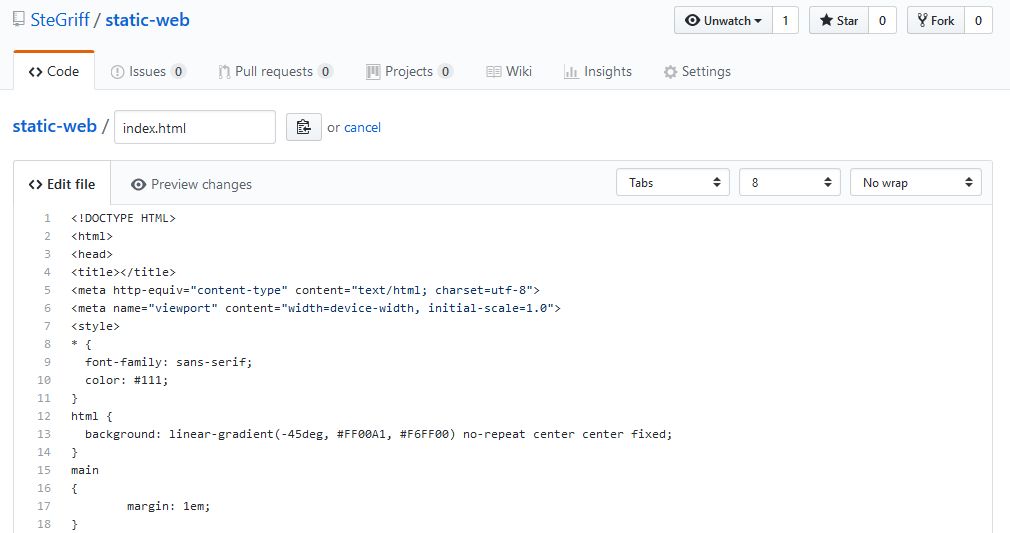 SteGriff / static-web
Unwatch 1 Star 0 Fork 0
Code Issues 0 Pull requests 0 Projects 0 Wiki Insights Settings
static-web / index.html or cancel
Edit file Preview changes Tabs 8 No wrap
1 <!DOCTYPE HTML>
2 <html>
3 <head>
4 <title></title>
5 <meta http-equiv="content-type" content="text/html; charset=utf-8">
6 <meta name="viewport" content="width=device-width, initial-scale=1.0">
7 <style>
8 * {
9 font-family: sans-serif;
10 color: #111;
11 }
12 html {
13 background: linear-gradient(-45deg, #FF00A1, #F6FF00) no-repeat center center fixed;
14 }
15 main
16 {
17 margin: 1em;
18 }